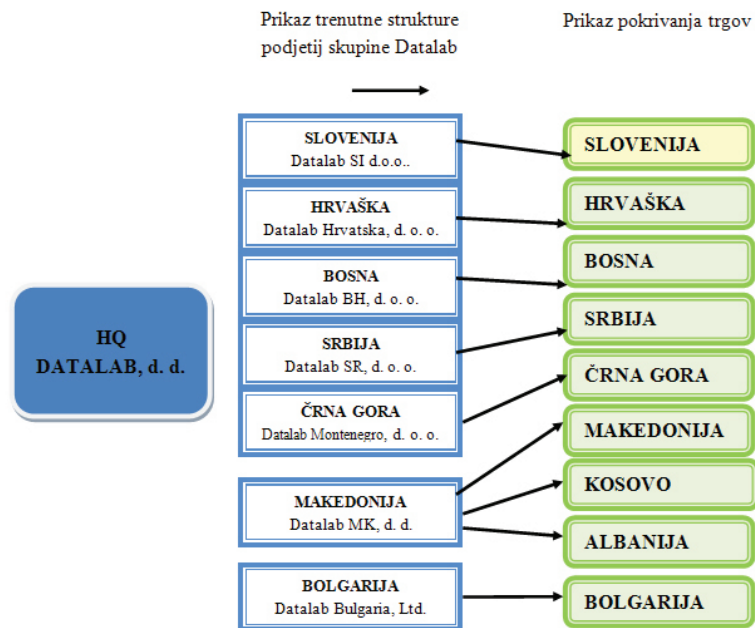 Prikaz trenutne strukture
podjetij skupine Datalab
Prikaz pokrivanja trgov
HQ
DATALAB, d. d.
SLOVENIJA
Datalab SI d.o.o..
HRVAŠKA
Datalab Hrvatska, d. o. o.
BOSNA
Datalab BH, d. o. o.
SRBIJA
Datalab SR, d. o. o.
ČRNA GORA
Datalab Montenegro, d. o. o.
MAKEDONIJA
Datalab MK, d. d.
BOLGARIJA
Datalab Bulgaria, Ltd.
SLOVENIJA
HRVAŠKA
BOSNA
SRBIJA
ČRNA GORA
MAKEDONIJA
KOSOVO
ALBANIJA
BOLGARIJA